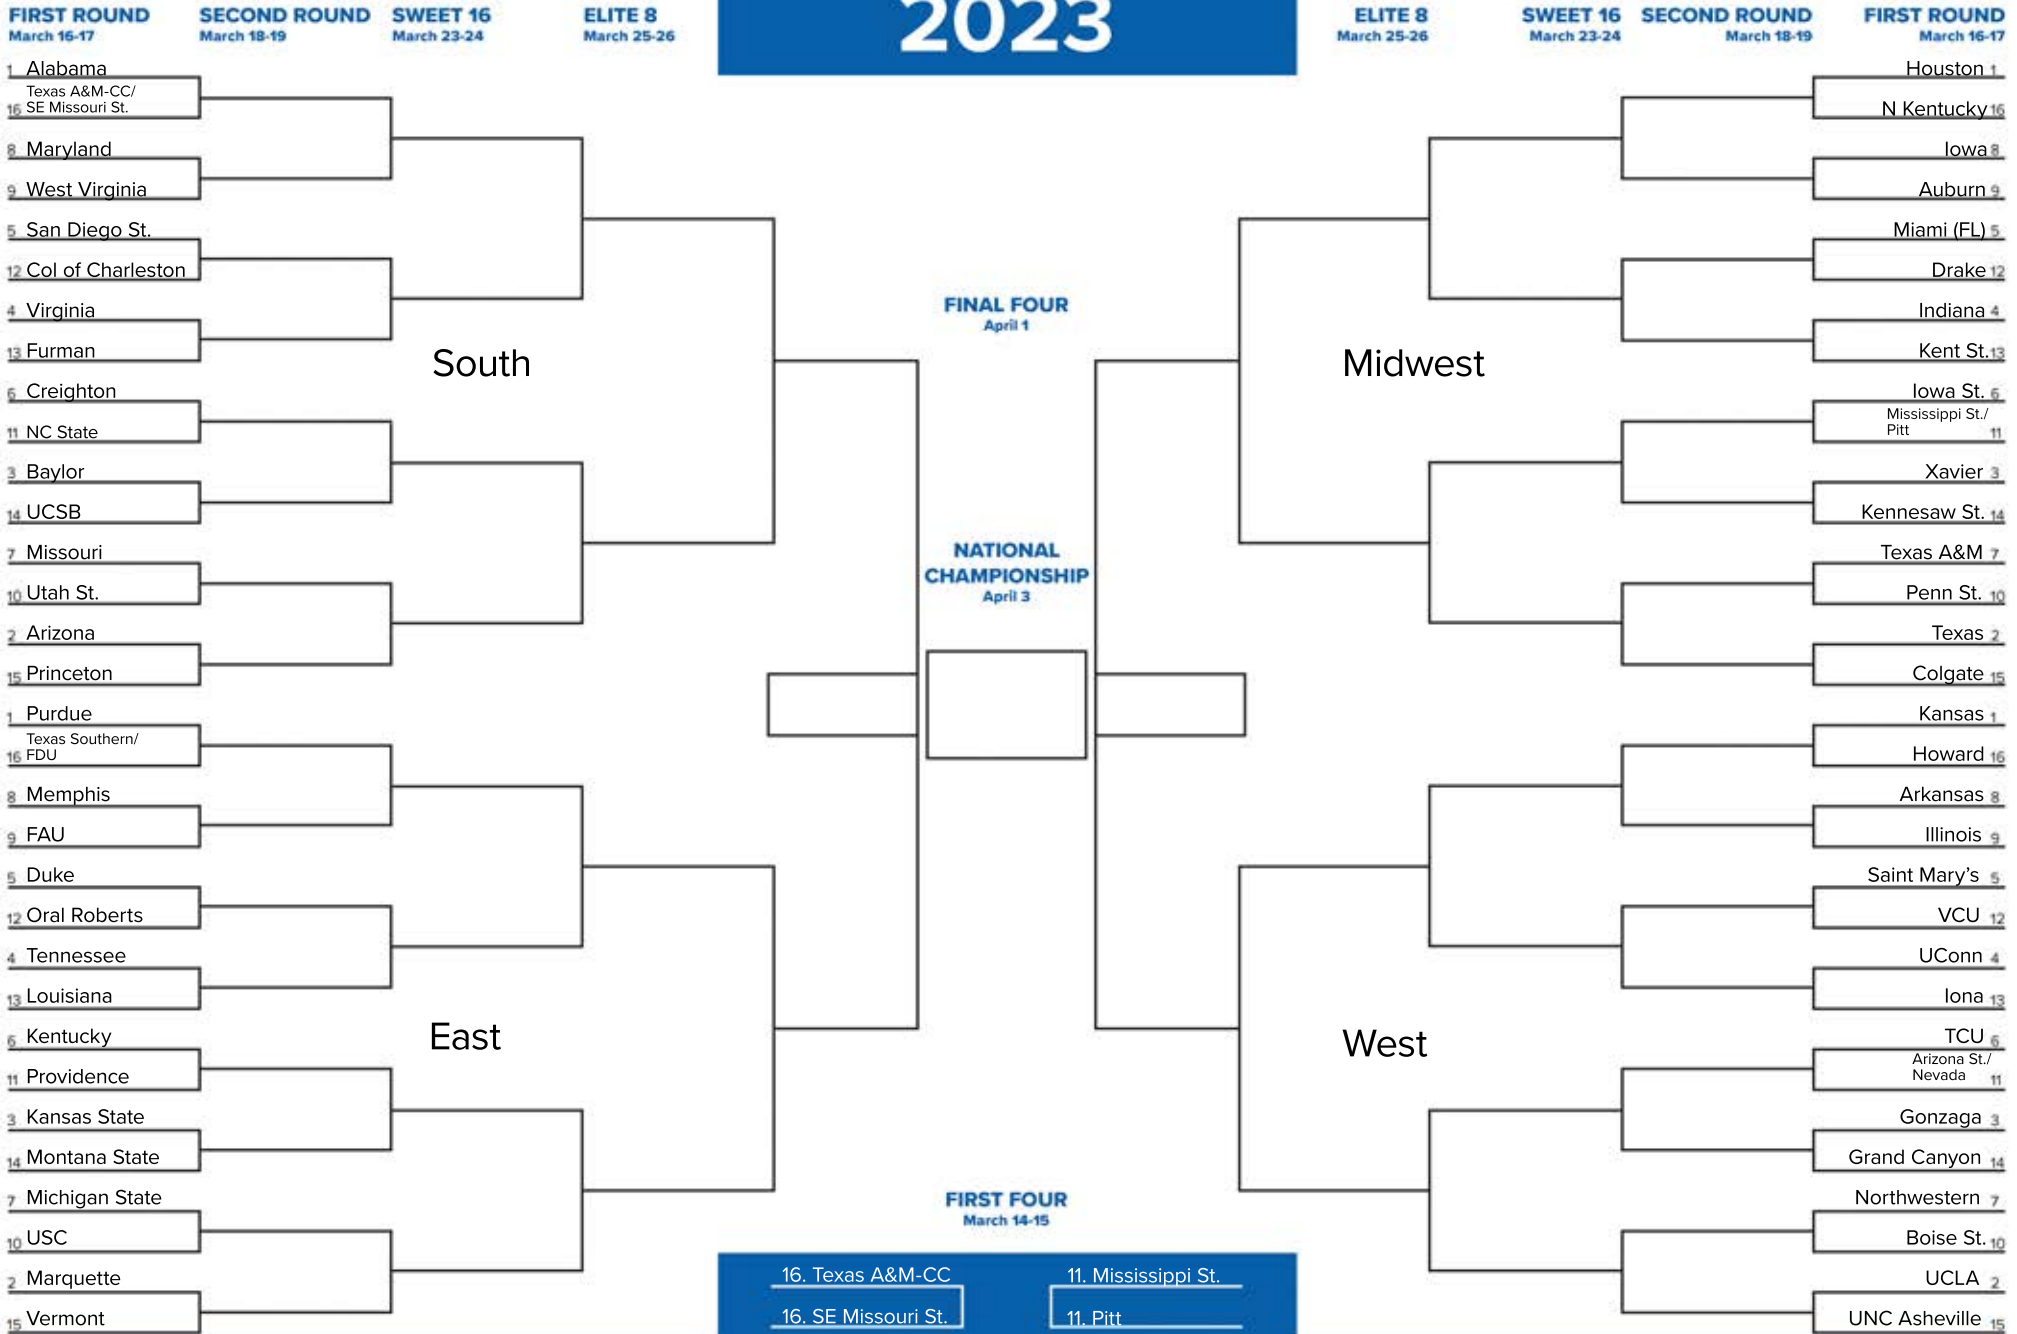 FIRST ROUND
March 16-17
SECOND ROUND
March 18-19
SWEET 16
March 23-24
ELITE 8
March 25-26
2023
ELITE 8
March 25-26
SWEET 16
March 23-24
SECOND ROUND
March 18-19
FIRST ROUND
March 16-17
1 Alabama
Texas A&M-CC/
16 SE Missouri St.
8 Maryland
9 West Virginia
5 San Diego St.
12 Col of Charleston
4 Virginia
13 Furman
South
6 Creighton
11 NC State
3 Baylor
14 UCSB
7 Missouri
10 Utah St.
2 Arizona
15 Princeton
1 Purdue
Texas Southern/
16 FDU
8 Memphis
9 FAU
5 Duke
12 Oral Roberts
4 Tennessee
13 Louisiana
East
6 Kentucky
11 Providence
3 Kansas State
14 Montana State
7 Michigan State
10 USC
2 Marquette
15 Vermont
FINAL FOUR
April 1
NATIONAL
CHAMPIONSHIP
April 3
FIRST FOUR
March 14-15
16. Texas A&M-CC
16. SE Missouri St.
11. Mississippi St.
11. Pitt
Houston 1
N Kentucky 16
Iowa 8
Auburn 9
Miami (FL) 5
Drake 12
Indiana 4
Kent St. 13
Midwest
Iowa St. 6
Mississippi St./
Pitt 11
Xavier 3
Kennesaw St. 14
Texas A&M 7
Penn St. 10
Texas 2
Colgate 15
Kansas 1
Howard 16
Arkansas 8
Illinois 9
Saint Mary's 5
VCU 12
UConn 4
Iona 13
West
TCU 6
Arizona St./
Nevada 11
Gonzaga 3
Grand Canyon 14
Northwestern 7
Boise St. 10
UCLA 2
UNC Asheville 15